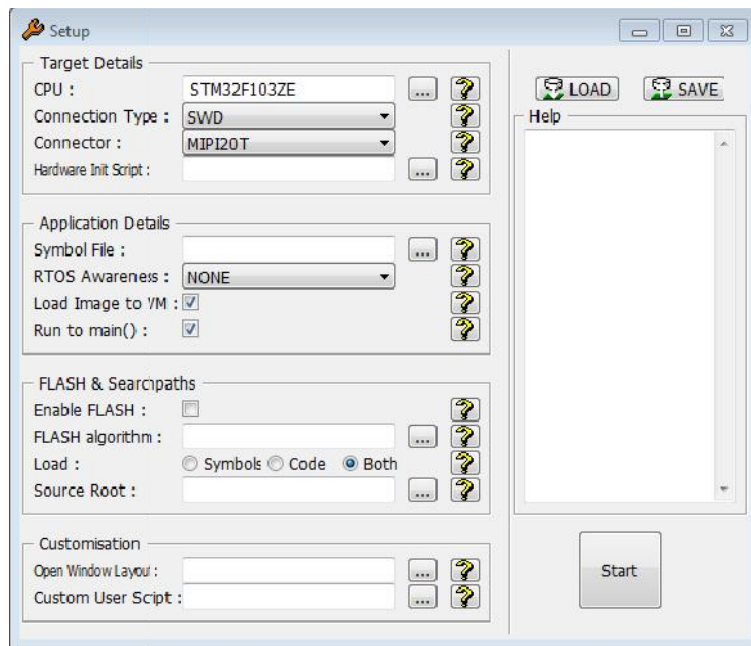 Setup
Target Details
CPU : STM32F103ZE ...
Connection Type : SWD
Connector : MIPI20T
Hardware Init Script : ...
Application Details
Symbol File : ...
RTOS Awareness : NONE
Load Image to VM :
Run to main() :
FLASH & Searchpaths
Enable FLASH :
FLASH algorithm : ...
Load : Symbols Code Both
Source Root : ...
Customisation
Open Window Layout : ...
Custom User Script : ...
LOAD SAVE
Help
Start